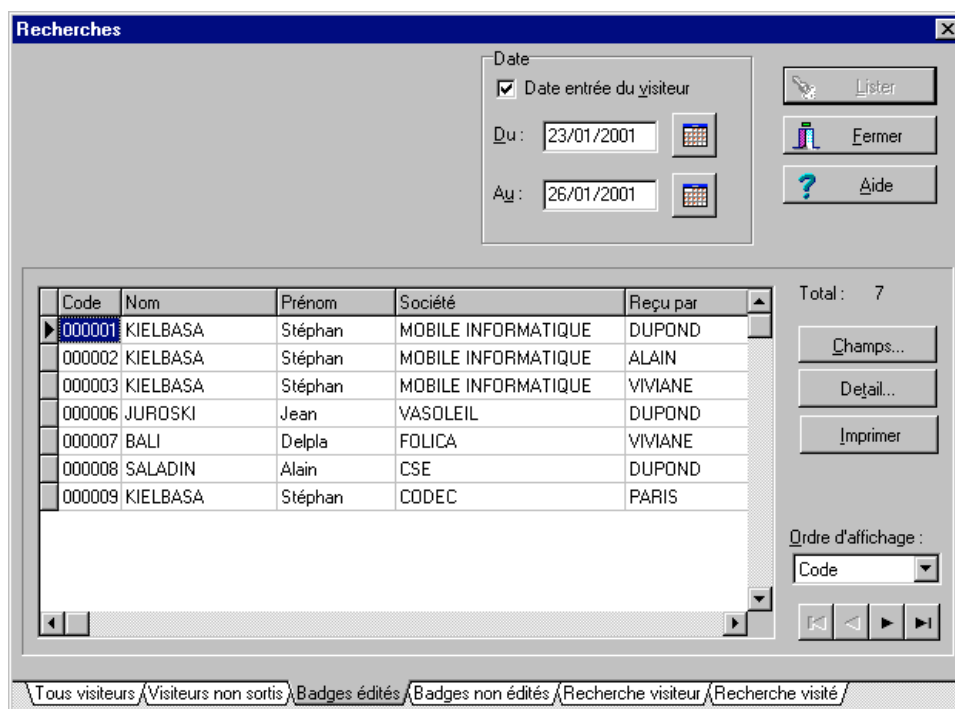 Recherches
Date
Date entrée du visiteur
Du :
23/01/2001
Au :
26/01/2001
Lister
Fermer
Aide
Code Nom Prénom Société Reçu par
000001 KIELBASA Stéphan MOBILE INFORMATIQUE DUPOND
000002 KIELBASA Stéphan MOBILE INFORMATIQUE ALAIN
000003 KIELBASA Stéphan MOBILE INFORMATIQUE VIVIANE
000006 JUROSKI Jean VASOLEIL DUPOND
000007 BALI Delpla FOLICA VIVIANE
000008 SALADIN Alain CSE DUPOND
000009 KIELBASA Stéphan CODEC PARIS
Total : 7
Champs...
Detail...
Imprimer
Ordre d'affichage :
Code
Tous visiteurs Visiteurs non sortis Badges édités Badges non édités Recherche visiteur Recherche visité